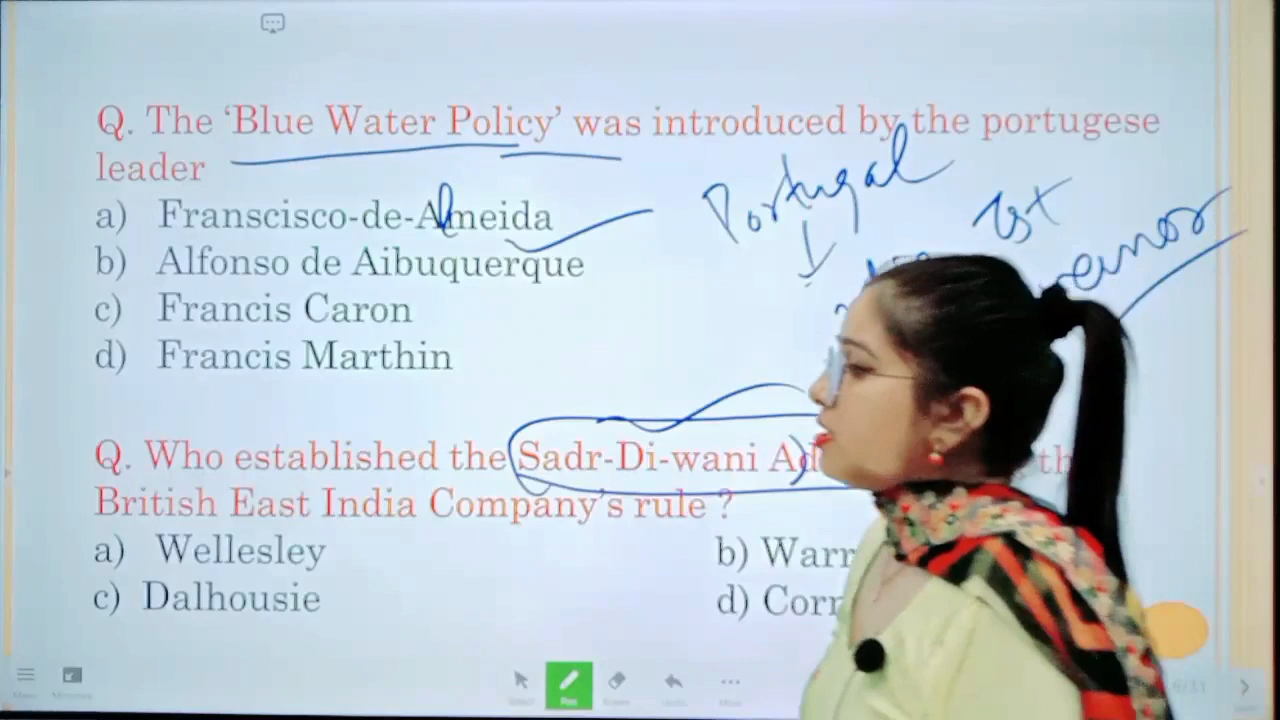 Q. The ‘Blue Water Policy’ was introduced by the portugese
leader
a) Franscisco-de-Almeida
b) Alfonso de Aibuquerque
c) Francis Caron
d) Francis Marthin
Portugal
1st
Q. Who established the Sadr-Di-wani
British East India Company’s rule ?
a) Wellesley
b) Warr
c) Dalhousie
d) Corr